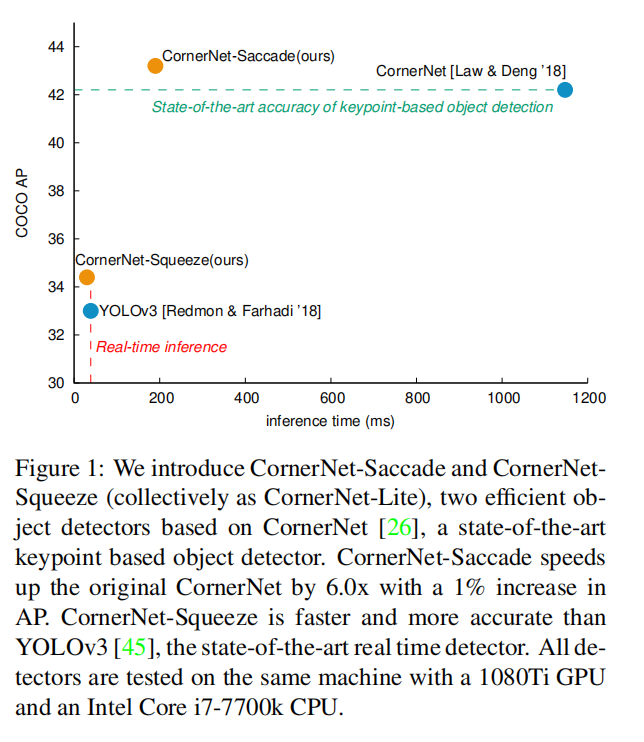 44
42
40
38
36
34
32
30
COCO AP
CornerNet-Saccade(ours)
CornerNet [Law & Deng '18]
State-of-the-art accuracy of keypoint-based object detection
CornerNet-Squeeze(ours)
YOLOv3 [Redmon & Farhadi '18]
Real-time inference
0 200 400 600 800 1000 1200
inference time (ms)
Figure 1: We introduce CornerNet-Saccade and CornerNet-
Squeeze (collectively as CornerNet-Lite), two efficient ob-
ject detectors based on CornerNet [26], a state-of-the-art
keypoint based object detector. CornerNet-Saccade speeds
up the original CornerNet by 6.0x with a 1% increase in
AP. CornerNet-Squeeze is faster and more accurate than
YOLOv3 [45], the state-of-the-art real time detector. All de-
tectors are tested on the same machine with a 1080Ti GPU
and an Intel Core i7-7700k CPU.